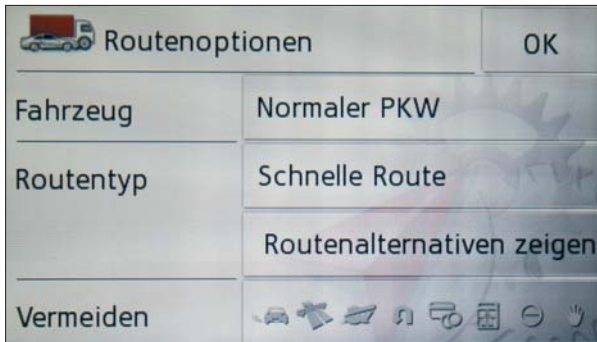 Routenoptionen
OK
Fahrzeug
Normaler PKW
Routentyp
Schnelle Route
Routenalternativen zeigen
Vermeiden